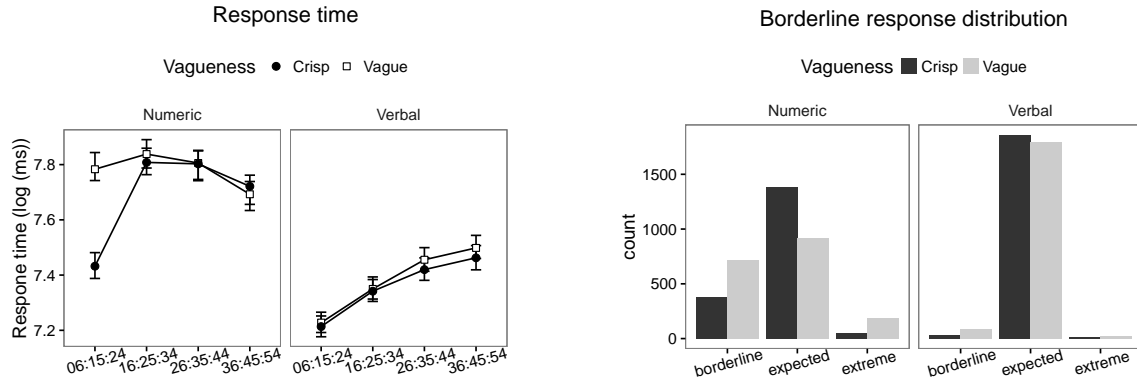 Response time
Vagueness Crisp Vague
Numeric Verbal
Respone time (log (ms))
7.8
7.6
7.4
7.2
06:15:24 16:25:34 26:35:44 36:45:54 06:15:24 16:25:34 26:35:44 36:45:54
Borderline response distribution
Vagueness Crisp Vague
Numeric Verbal
count
1500
1000
500
0
borderline expected extreme borderline expected extreme